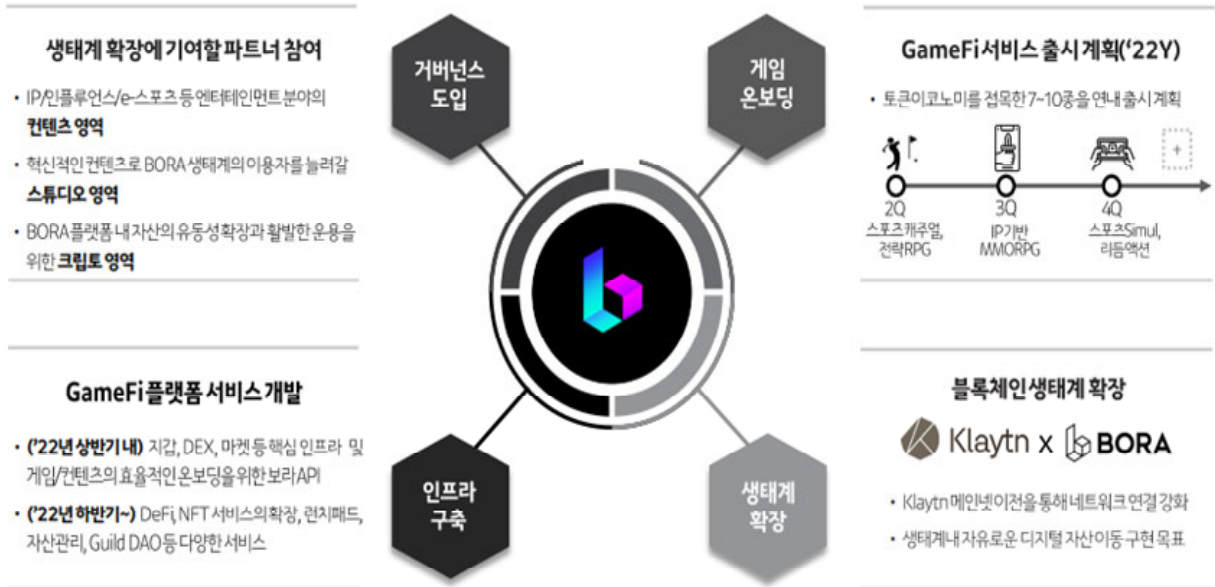 생태계 확장에 기여할 파트너 참여
• IP/인플루언스/e-스포츠 등 엔터테인먼트 분야의
컨텐츠 영역
• 혁신적인 컨텐츠로 BORA 생태계의 이용자를 늘려갈
스튜디오 영역
• BORA 플랫폼 내 자산의 유동성 확장과 활발한 운용을
위한 크립토 영역
거버넌스
도입
게임
온보딩
GameFi 서비스 출시 계획('22Y)
• 토큰이코노미를 접목한 7~10종을 연내 출시 계획
+
2Q
스포츠캐주얼,
전략RPG
3Q
IP기반
MMORPG
4Q
스포츠Simul,
리듬액션
GameFi 플랫폼 서비스 개발
• ('22년 상반기 내) 지갑, DEX, 마켓 등 핵심 인프라 및
게임/컨텐츠의 효율적인 온보딩을 위한 보라 API
• ('22년 하반기~) DeFi, NFT 서비스의 확장, 런치패드,
자산관리, Guild DAO 등 다양한 서비스
인프라
구축
생태계
확장
블록체인 생태계 확장
Klaytn x BORA
• Klaytn 메인넷 이전을 통해 네트워크 연결 강화
• 생태계 내 자유로운 디지털 자산 이동 구현 목표